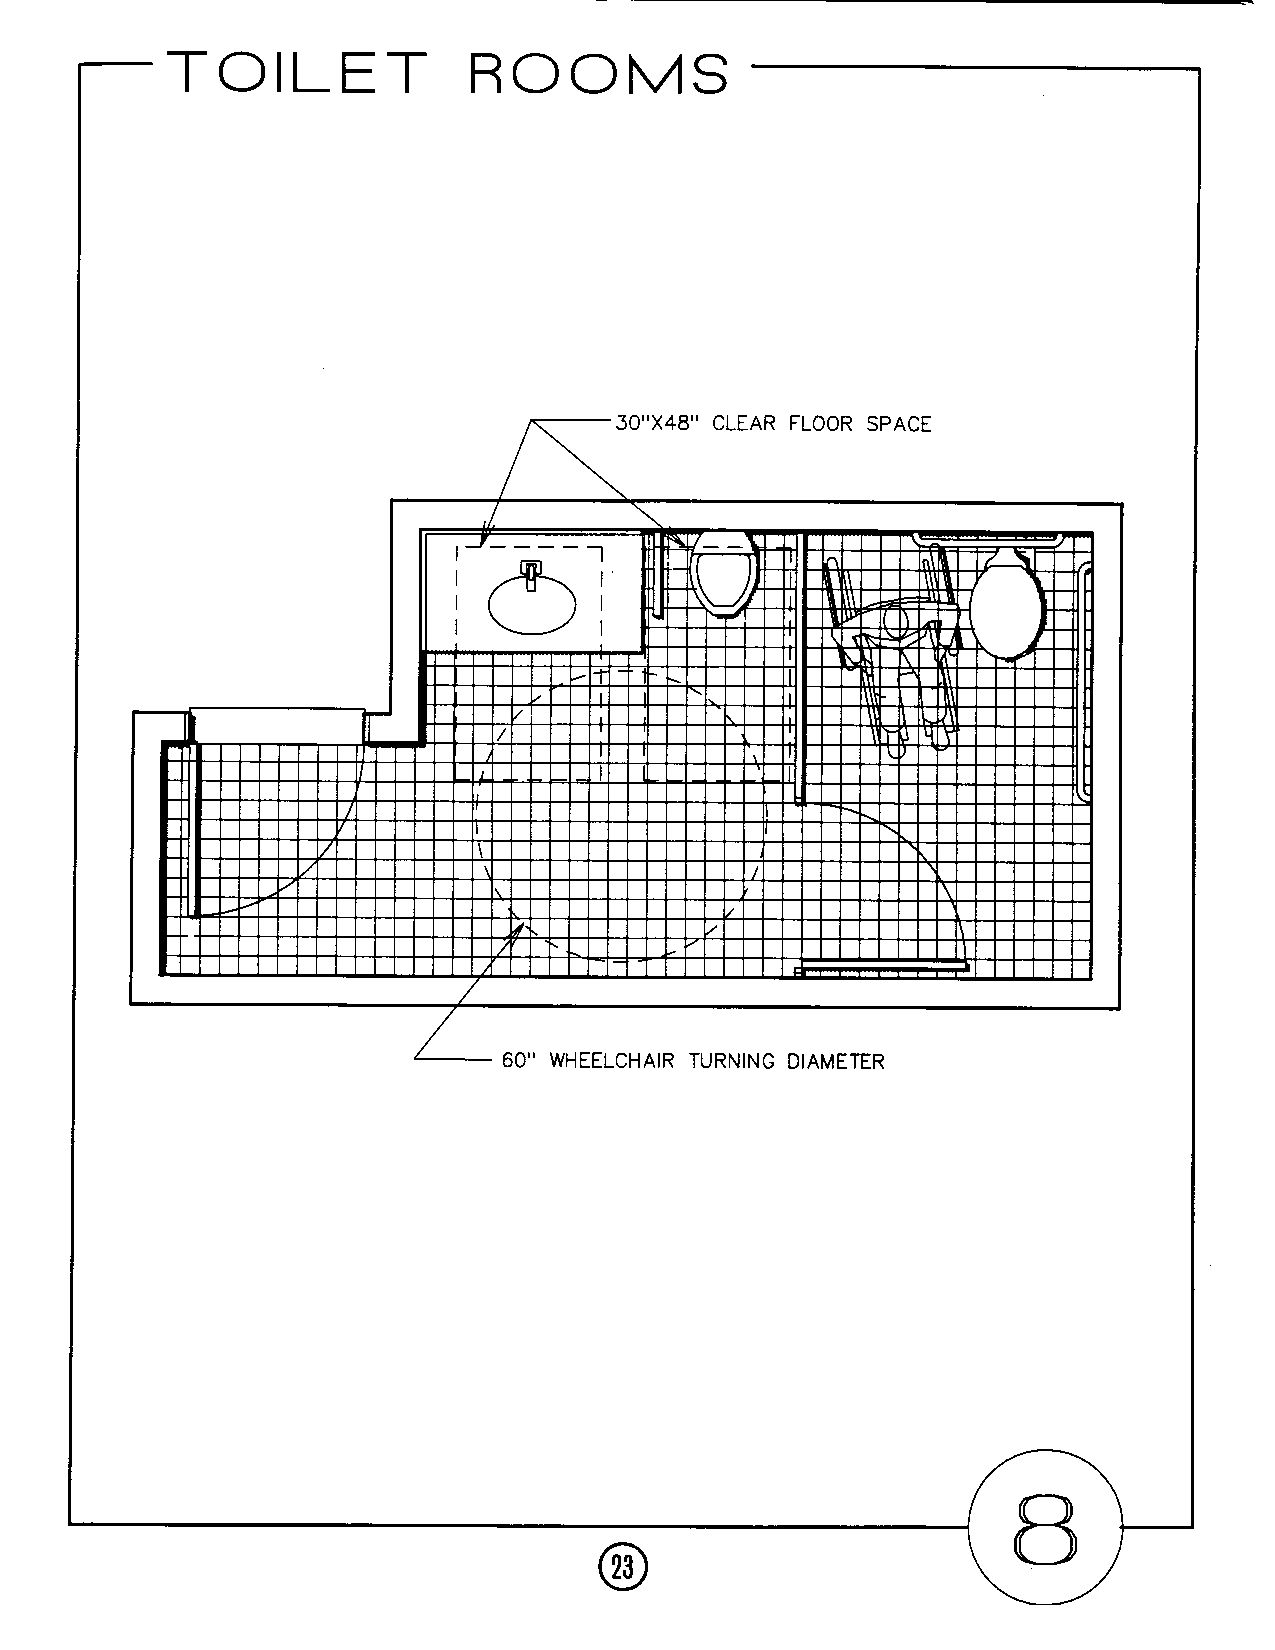 TOILET ROOMS
30"X48" CLEAR FLOOR SPACE
60" WHEELCHAIR TURNING DIAMETER
8
23